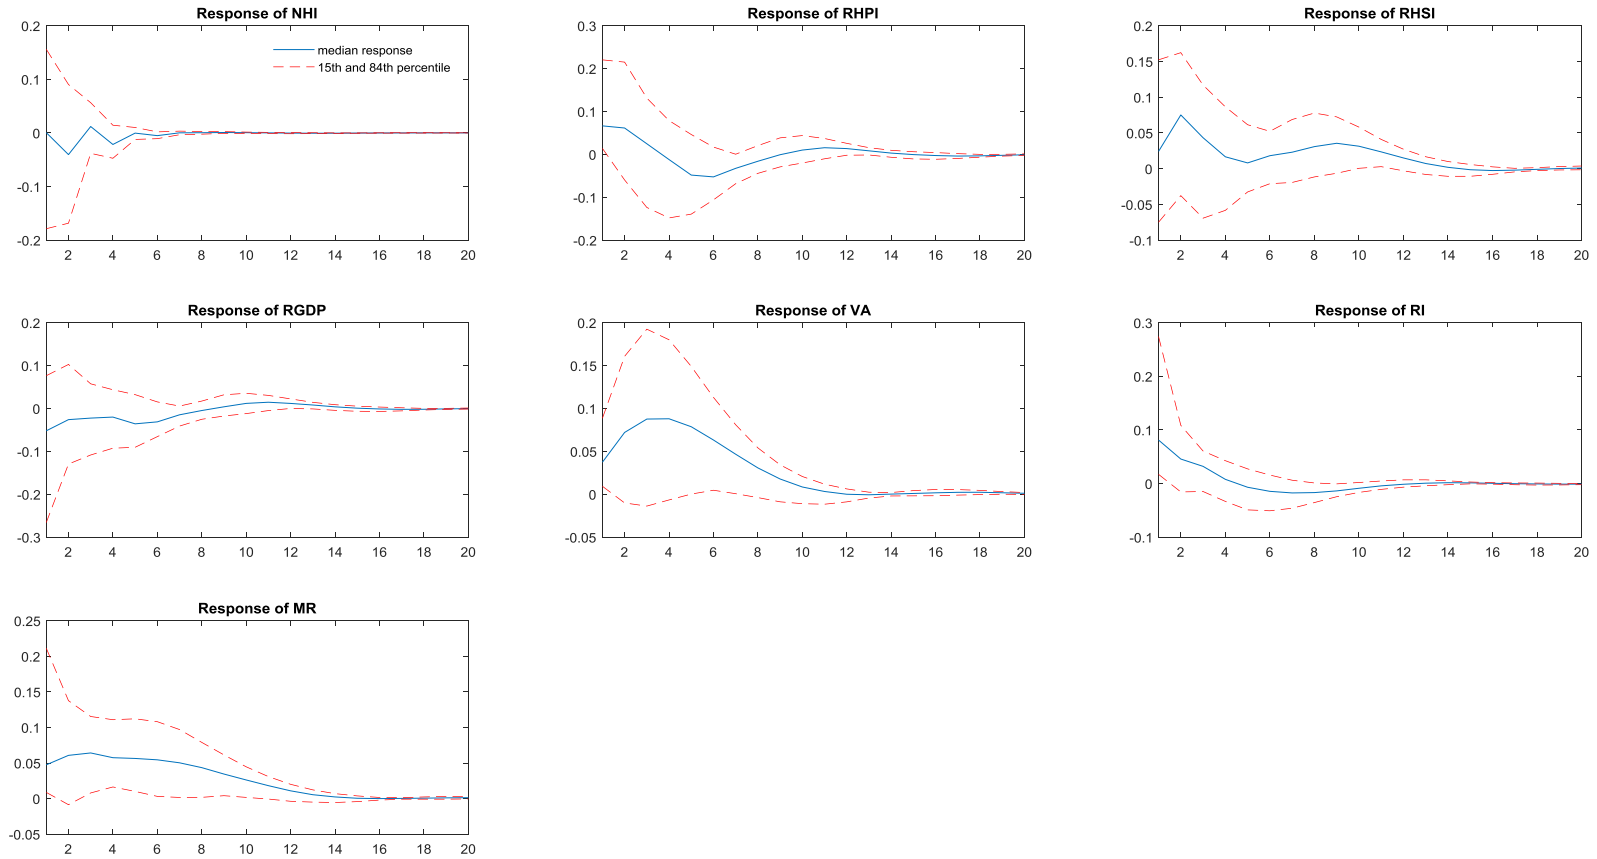 Response of NHI
0.2
0.1
0
-0.1
-0.2
median response
15th and 84th percentile
2 4 6 8 10 12 14 16 18 20
Response of RHPI
0.3
0.2
0.1
0
-0.1
-0.2
2 4 6 8 10 12 14 16 18 20
Response of RHSI
0.2
0.15
0.1
0.05
0
-0.05
-0.1
2 4 6 8 10 12 14 16 18 20
Response of RGDP
0.2
0.1
0
-0.1
-0.2
-0.3
2 4 6 8 10 12 14 16 18 20
Response of VA
0.2
0.15
0.1
0.05
0
-0.05
2 4 6 8 10 12 14 16 18 20
Response of RI
0.3
0.2
0.1
0
-0.1
2 4 6 8 10 12 14 16 18 20
Response of MR
0.25
0.2
0.15
0.1
0.05
0
-0.05
2 4 6 8 10 12 14 16 18 20